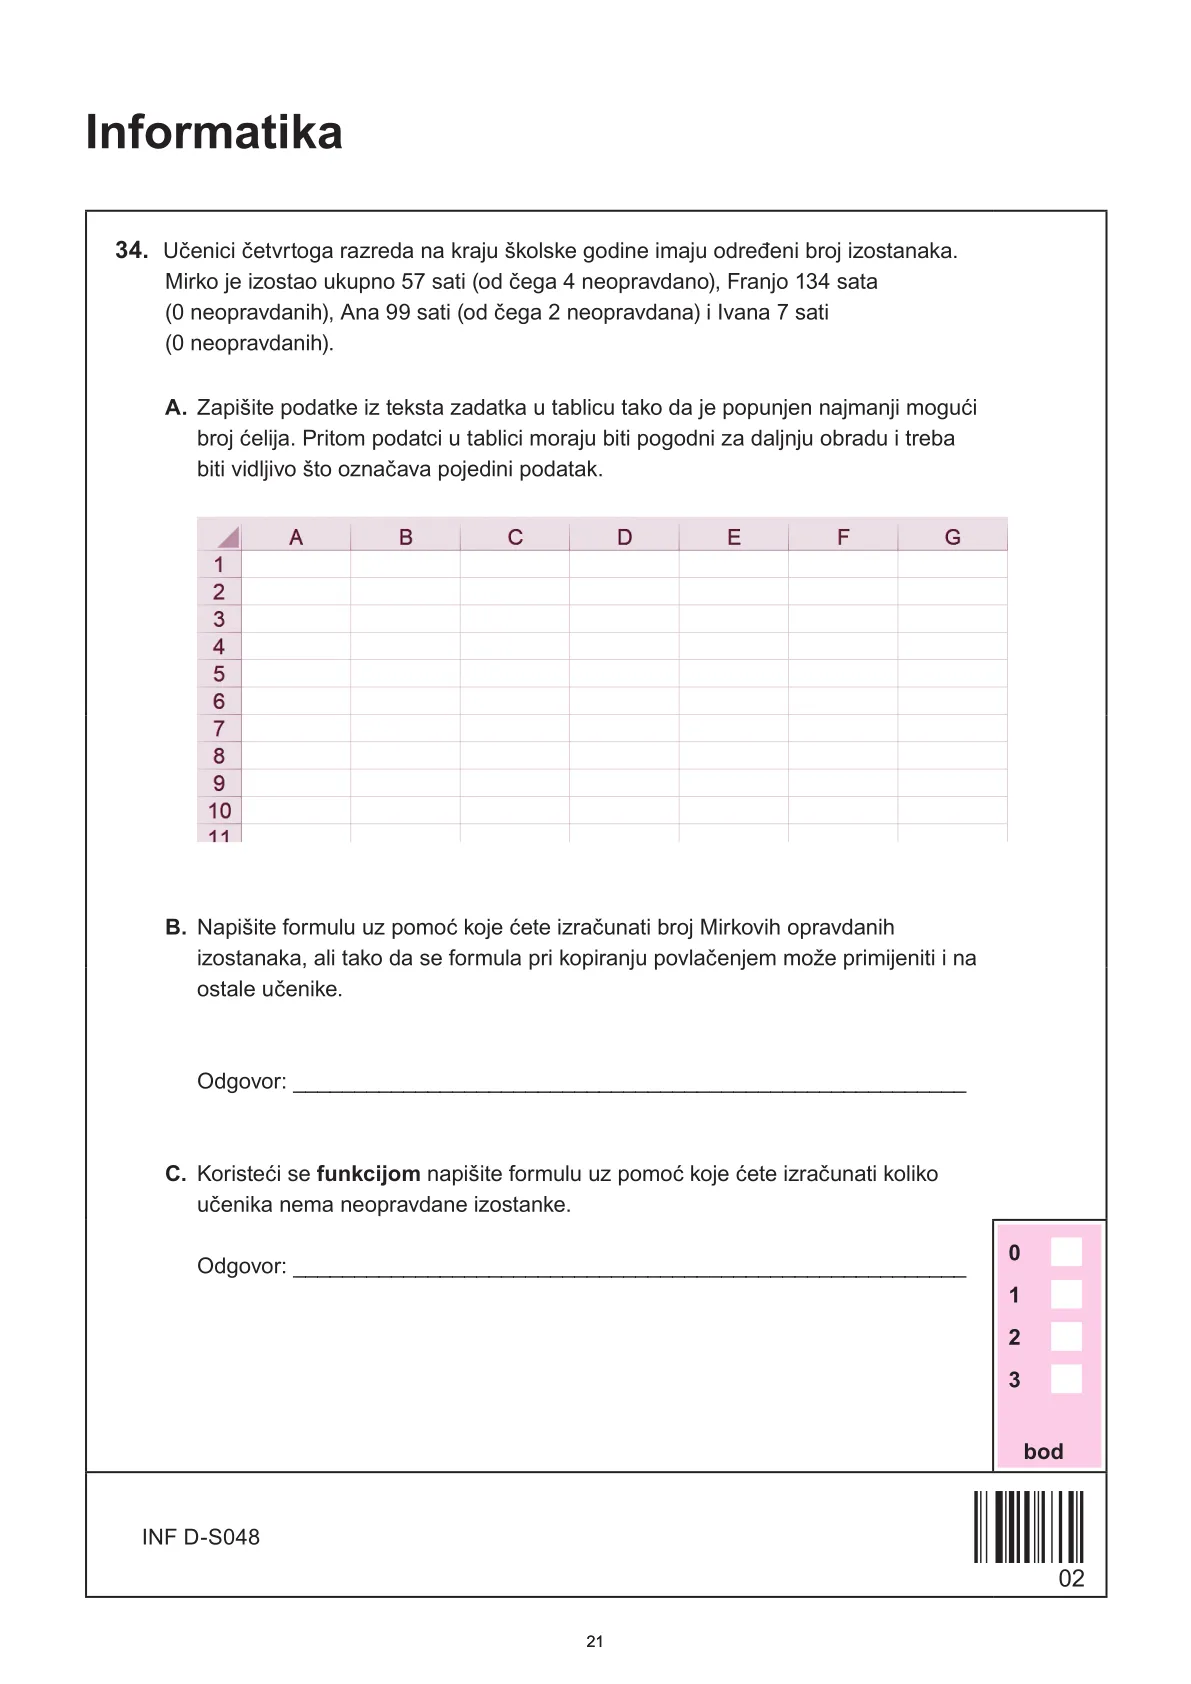 Informatika
34. Učenici četvrtoga razreda na kraju školske godine imaju određeni broj izostanaka.
Mirko je izostao ukupno 57 sati (od čega 4 neopravdano), Franjo 134 sata
(0 neopravdanih), Ana 99 sati (od čega 2 neopravdana) i Ivana 7 sati
(0 neopravdanih).
A. Zapišite podatke iz teksta zadatka u tablicu tako da je popunjen najmanji mogući
broj ćelija. Pritom podatci u tablici moraju biti pogodni za daljnju obradu i treba
biti vidljivo što označava pojedini podatak.
A B C D E F G
1
2
3
4
5
6
7
8
9
10
11
B. Napišite formulu uz pomoć koje ćete izračunati broj Mirkovih opravdanih
izostanaka, ali tako da se formula pri kopiranju povlačenjem može primijeniti i na
ostale učenike.
Odgovor: _______________________________________________________
C. Koristeći se funkcijom napišite formulu uz pomoć koje ćete izračunati koliko
učenika nema neopravdane izostanke.
Odgovor: _______________________________________________________
0
1
2
3
bod
INF D-S048
02
21